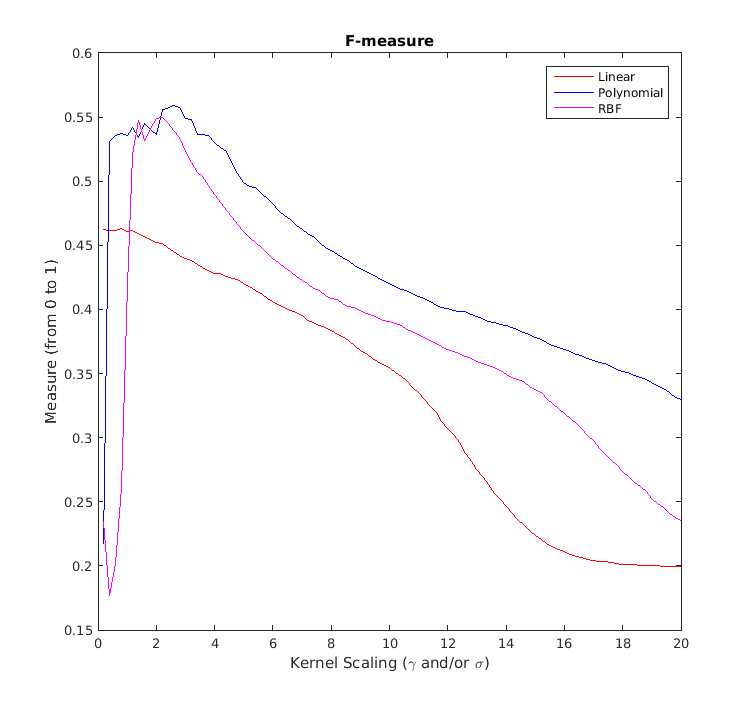 F-measure
Linear
Polynomial
RBF
Measure (from 0 to 1)
0.6
0.55
0.5
0.45
0.4
0.35
0.3
0.25
0.2
0.15
0 2 4 6 8 10 12 14 16 18 20
Kernel Scaling (γ and/or σ)